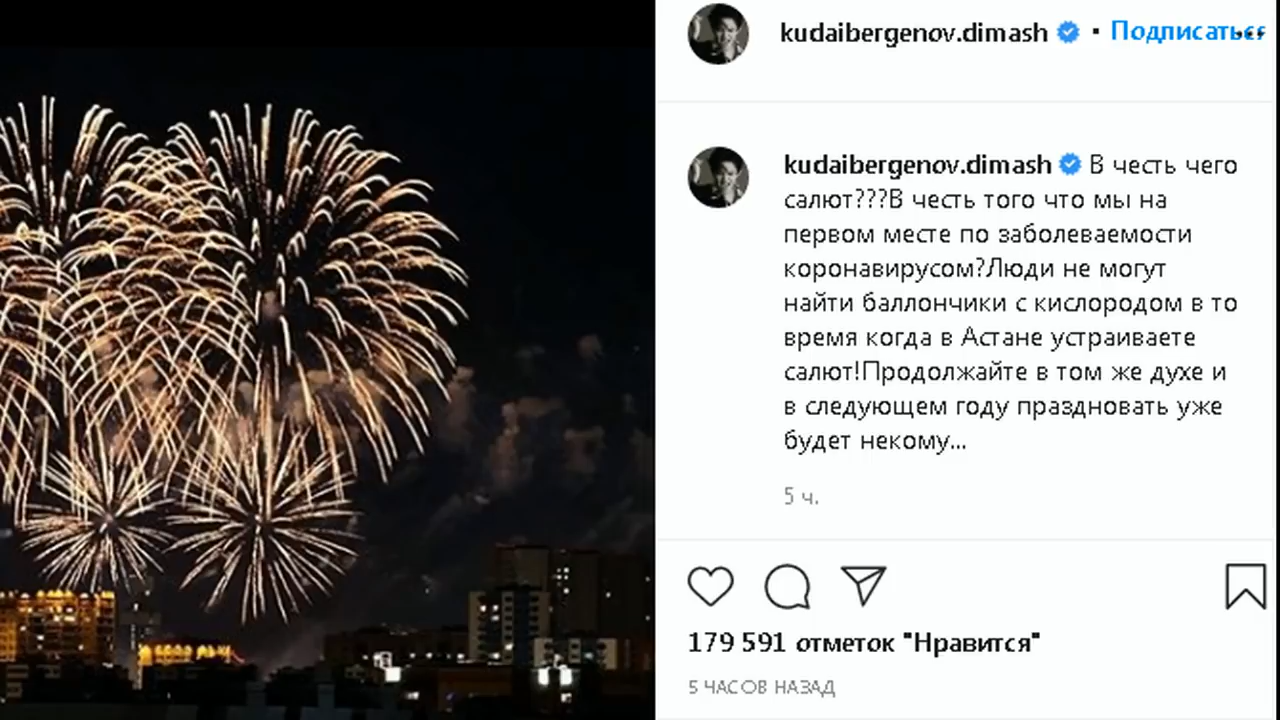 kudaibergenov.dimash • Подписаться
kudaibergenov.dimash В честь чего
салют???В честь того что мы на
первом месте по заболеваемости
коронавирусом?Люди не могут
найти баллончики с кислородом в то
время когда в Астане устраиваете
салют!Продолжайте в том же духе и
в следующем году праздновать уже
будет некому...
5 ч.
179 591 отметок "Нравится"
5 ЧАСОВ НАЗАД